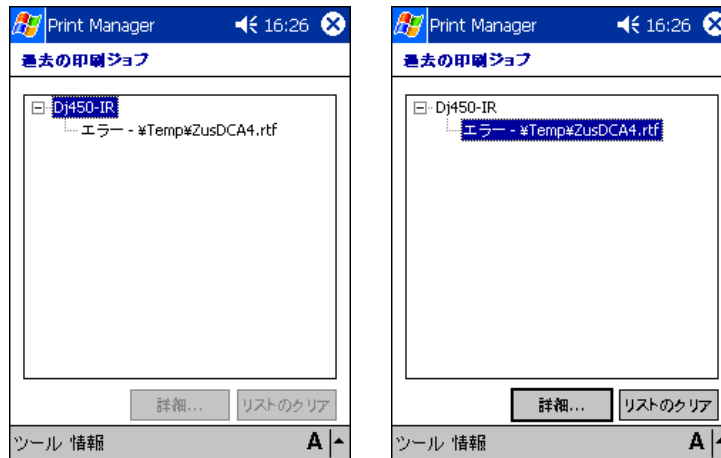 Print Manager 16:26
過去の印刷ジョブ
Dj450-IR
エラー - ¥Temp¥ZusDCA4.rtf
詳細... リストのクリア
ツール 情報 A
Print Manager 16:26
過去の印刷ジョブ
Dj450-IR
エラー - ¥Temp¥ZusDCA4.rtf
詳細... リストのクリア
ツール 情報 A